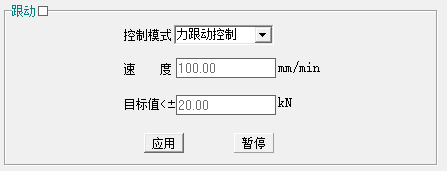 跟动
控制模式 力跟动控制
速 度 100.00 mm/min
目标值<± 20.00 kN
应用 暂停